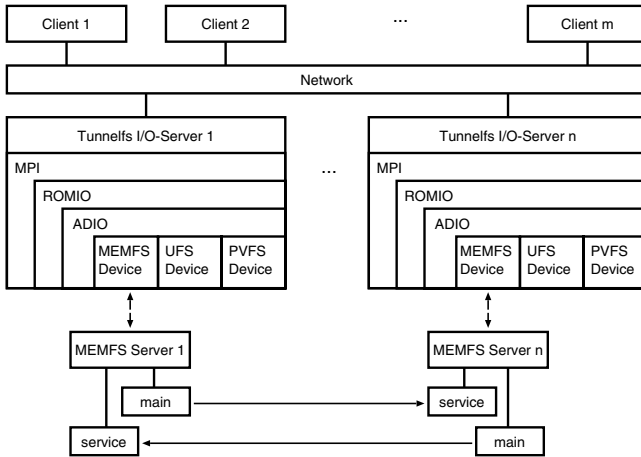 Client 1
Client 2
...
Client m
Network
Tunnelfs I/O-Server 1
Tunnelfs I/O-Server n
MPI
ROMIO
ADIO
MEMFS Device
UFS Device
PVFS Device
...
MPI
ROMIO
ADIO
MEMFS Device
UFS Device
PVFS Device
MEMFS Server 1
MEMFS Server n
main
service
service
main